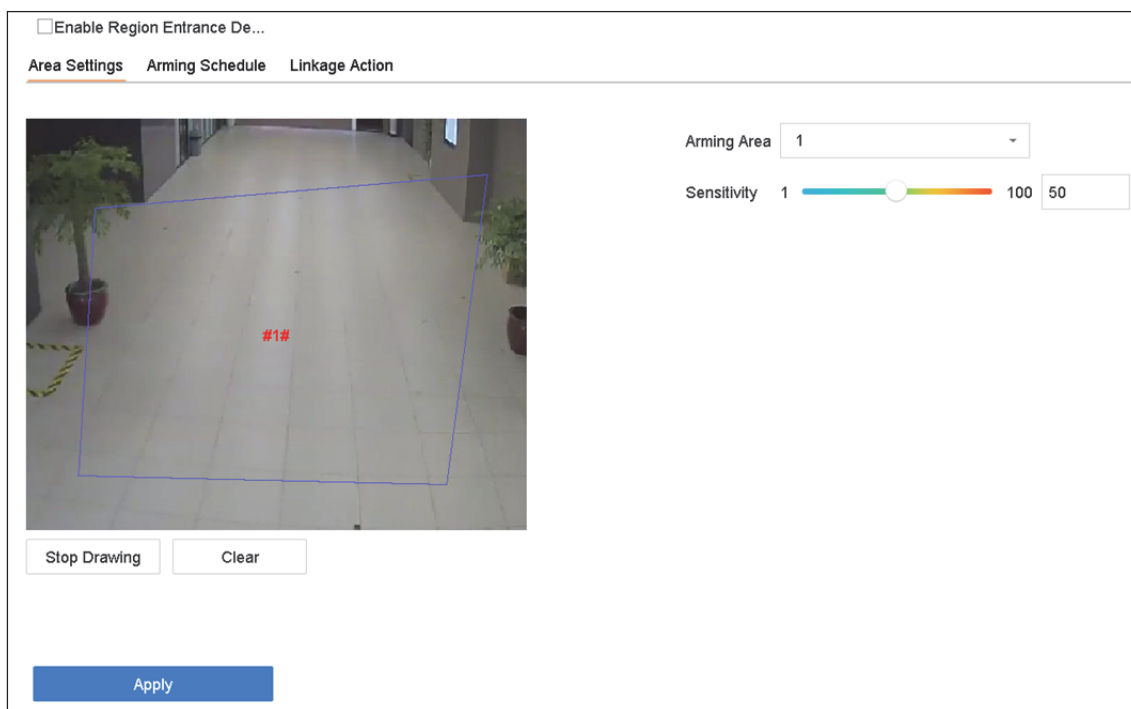 Enable Region Entrance De...
Area Settings Arming Schedule Linkage Action
Arming Area 1
Sensitivity 1 100 50
#1#
Stop Drawing Clear
Apply